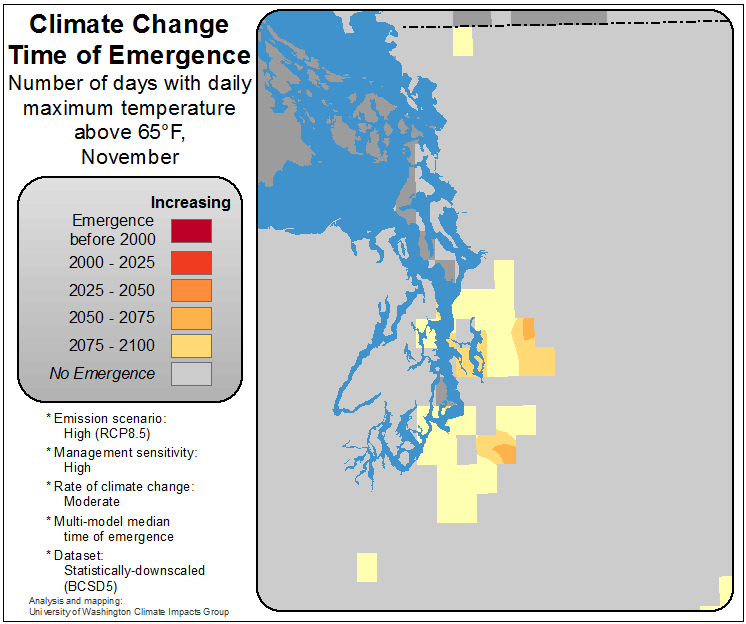 Climate Change
Time of Emergence
Number of days with daily
maximum temperature
above 65°F,
November
Increasing
Emergence
before 2000
2000 - 2025
2025 - 2050
2050 - 2075
2075 - 2100
No Emergence
* Emission scenario:
High (RCP8.5)
* Management sensitivity:
High
* Rate of climate change:
Moderate
* Multi-model median
time of emergence
* Dataset:
Statistically-downscaled
(BCSD5)
Analysis and mapping:
University of Washington Climate Impacts Group